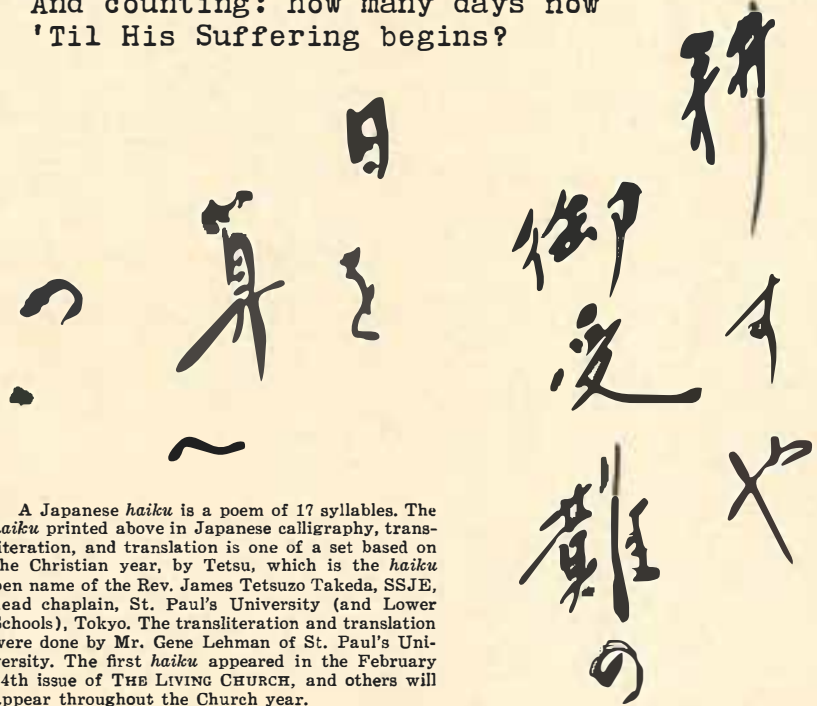 And counting: how many days now
'Til His Suffering begins?
耕すや
御受難の
日を
算へ
つゝ
A Japanese haiku is a poem of 17 syllables. The
haiku printed above in Japanese calligraphy, trans-
iteration, and translation is one of a set based on
the Christian year, by Tetsu, which is the haiku
pen name of the Rev. James Tetsuzo Takeda, SSJE,
head chaplain, St. Paul's University (and Lower
Schools), Tokyo. The transliteration and translation
were done by Mr. Gene Lehman of St. Paul's Uni-
versity. The first haiku appeared in the February
4th issue of THE LIVING CHURCH, and others will
appear throughout the Church year.